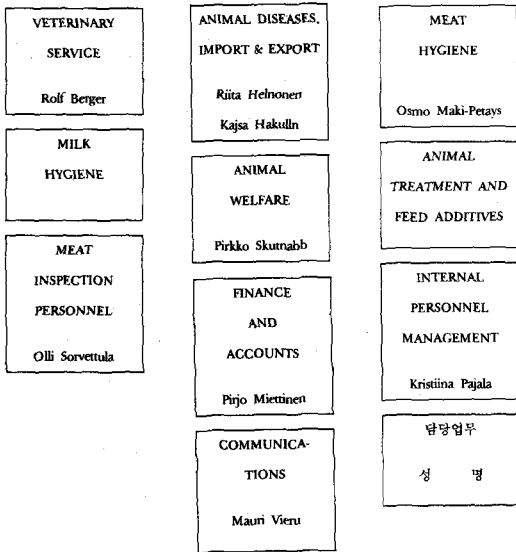 VETERINARY
SERVICE
Rolf Berger
MILK
HYGIENE
MEAT
INSPECTION
PERSONNEL
Olli Sorvettula
ANIMAL DISEASES,
IMPORT & EXPORT
Riita Helnonen
Kajsa Hakulln
ANIMAL
WELFARE
Pirkko Skutnabb
FINANCE
AND
ACCOUNTS
Pirjo Miettinen
COMMUNICA-
TIONS
Mauri Vieru
MEAT
HYGIENE
Osmo Maki-Petays
ANIMAL
TREATMENT AND
FEED ADDITIVES
INTERNAL
PERSONNEL
MANAGEMENT
Kristiina Pajala
담당업무
성 명